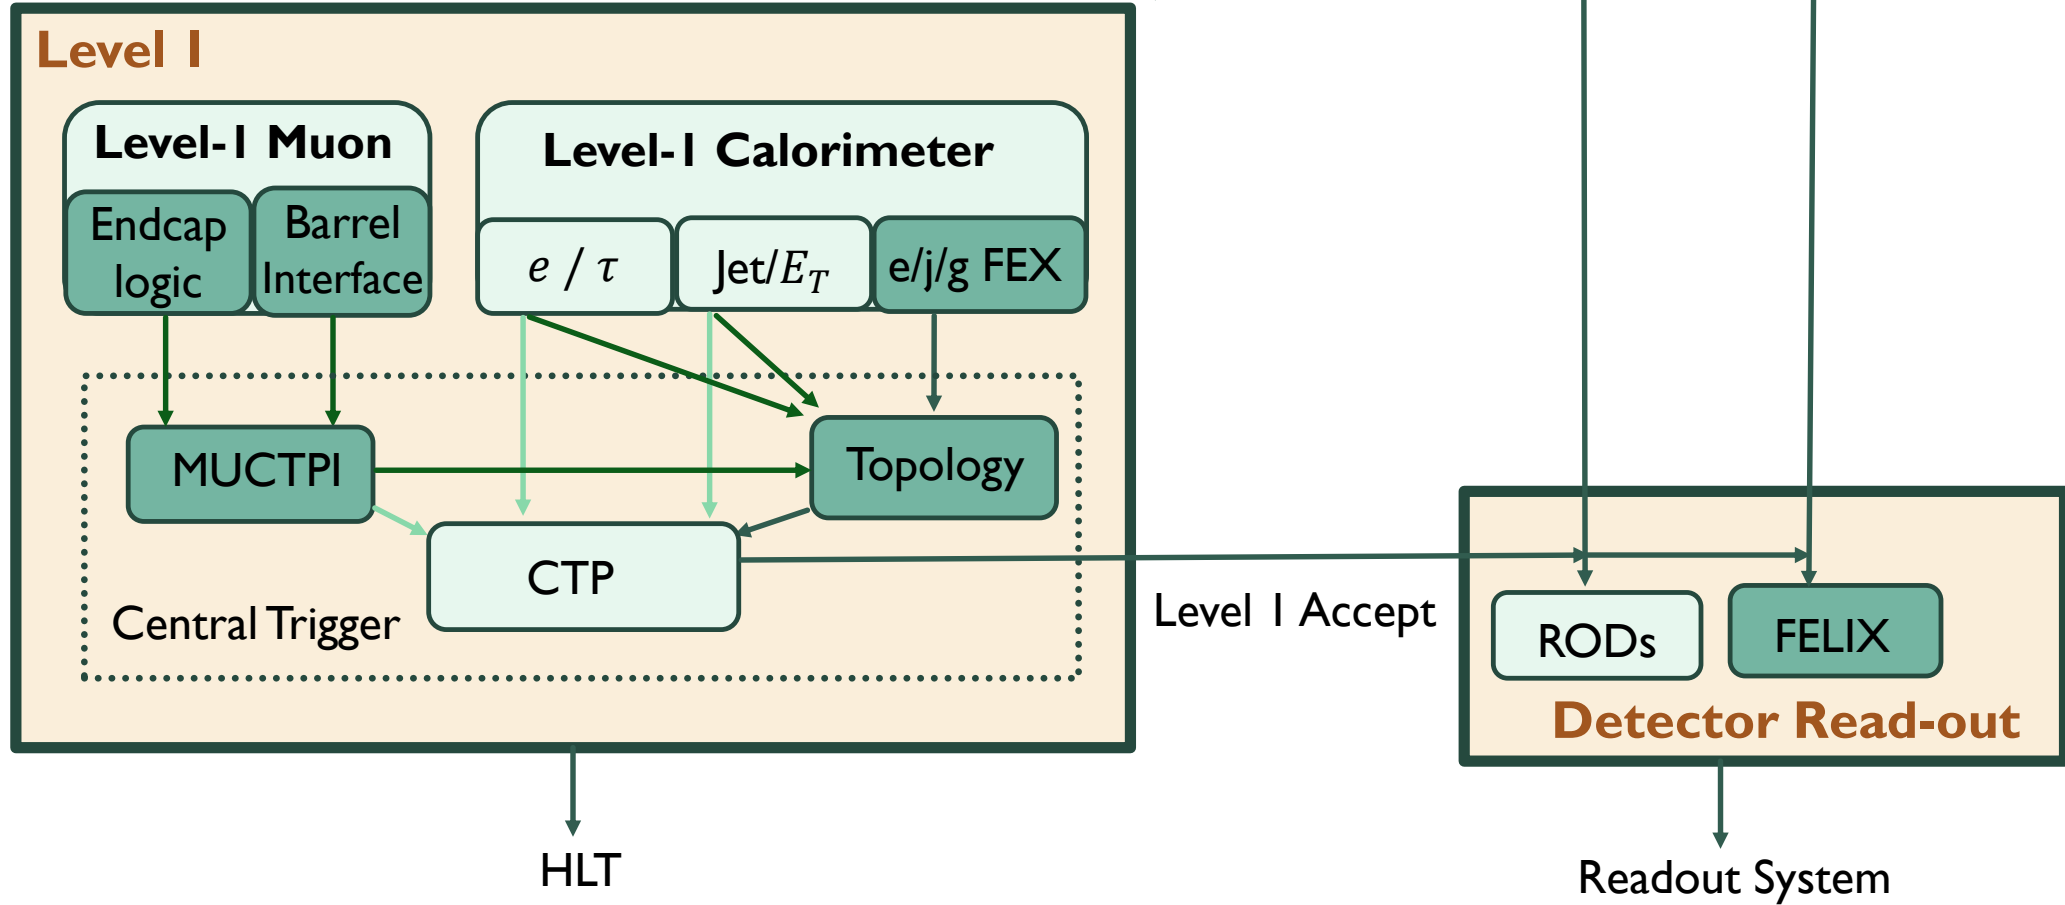 Level 1
Level-1 Muon
Level-1 Calorimeter
Endcap
logic
Barrel
Interface
e / τ
Jet/E_T
e/j/g FEX
MUCTPI
Topology
CTP
Central Trigger
Level 1 Accept
RODs
FELIX
Detector Read-out
HLT
Readout System